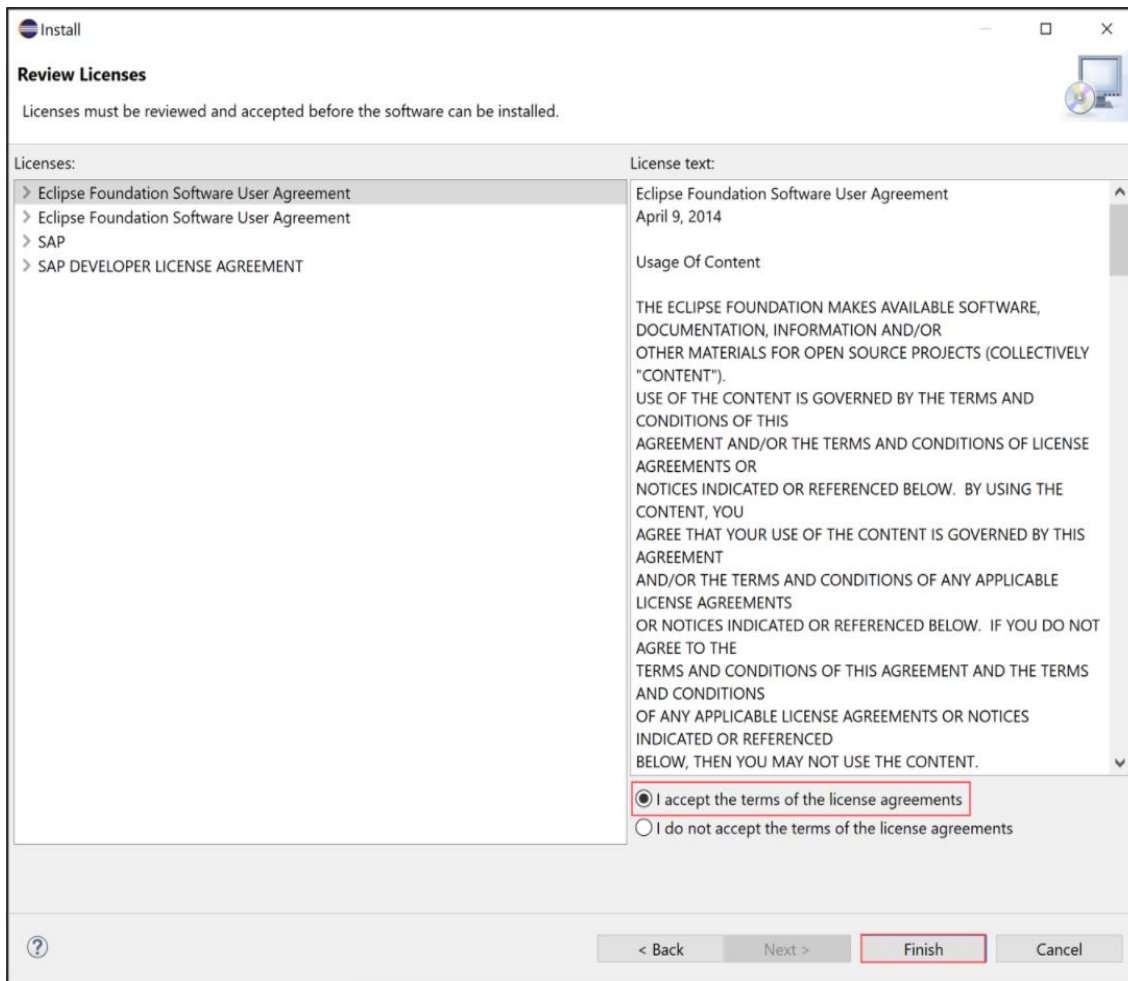 Install
Review Licenses
Licenses must be reviewed and accepted before the software can be installed.
Licenses:
Eclipse Foundation Software User Agreement
Eclipse Foundation Software User Agreement
SAP
SAP DEVELOPER LICENSE AGREEMENT
License text:
Eclipse Foundation Software User Agreement
April 9, 2014
Usage Of Content
THE ECLIPSE FOUNDATION MAKES AVAILABLE SOFTWARE,
DOCUMENTATION, INFORMATION AND/OR
OTHER MATERIALS FOR OPEN SOURCE PROJECTS (COLLECTIVELY
"CONTENT").
USE OF THE CONTENT IS GOVERNED BY THE TERMS AND
CONDITIONS OF THIS
AGREEMENT AND/OR THE TERMS AND CONDITIONS OF LICENSE
AGREEMENTS OR
NOTICES INDICATED OR REFERENCED BELOW.  BY USING THE
CONTENT, YOU
AGREE THAT YOUR USE OF THE CONTENT IS GOVERNED BY THIS
AGREEMENT
AND/OR THE TERMS AND CONDITIONS OF ANY APPLICABLE
LICENSE AGREEMENTS
OR NOTICES INDICATED OR REFERENCED BELOW.  IF YOU DO NOT
AGREE TO THE
TERMS AND CONDITIONS OF THIS AGREEMENT AND THE TERMS
AND CONDITIONS
OF ANY APPLICABLE LICENSE AGREEMENTS OR NOTICES
INDICATED OR REFERENCED
BELOW, THEN YOU MAY NOT USE THE CONTENT.
I accept the terms of the license agreements
I do not accept the terms of the license agreements
? < Back Next > Finish Cancel